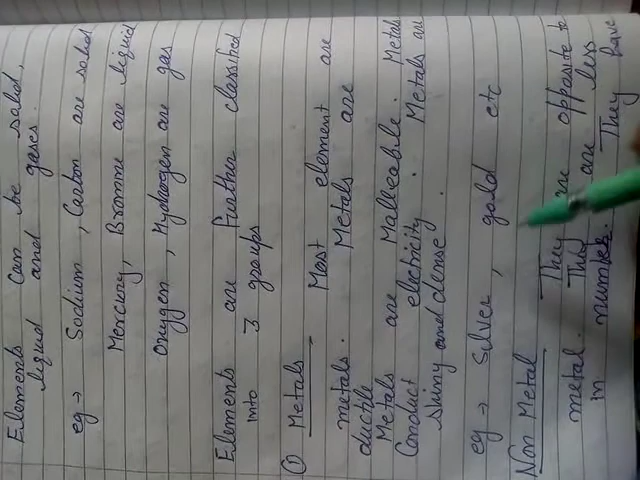 Elements can be solid,
liquid and gases.
eg → Sodium, Carbon are solid
Mercury, Bromine are liquid
Oxygen, Hydrogen are gas
Elements are further classified
into 3 groups
① Metals Most element are
metals. Metals are
ductile
Metals are Malleable. Metals
Conduct electricity. Metals are
shiny and dense.
eg → Silver, gold etc
Non Metal They are opposite to
metal. They are less
in number. They have